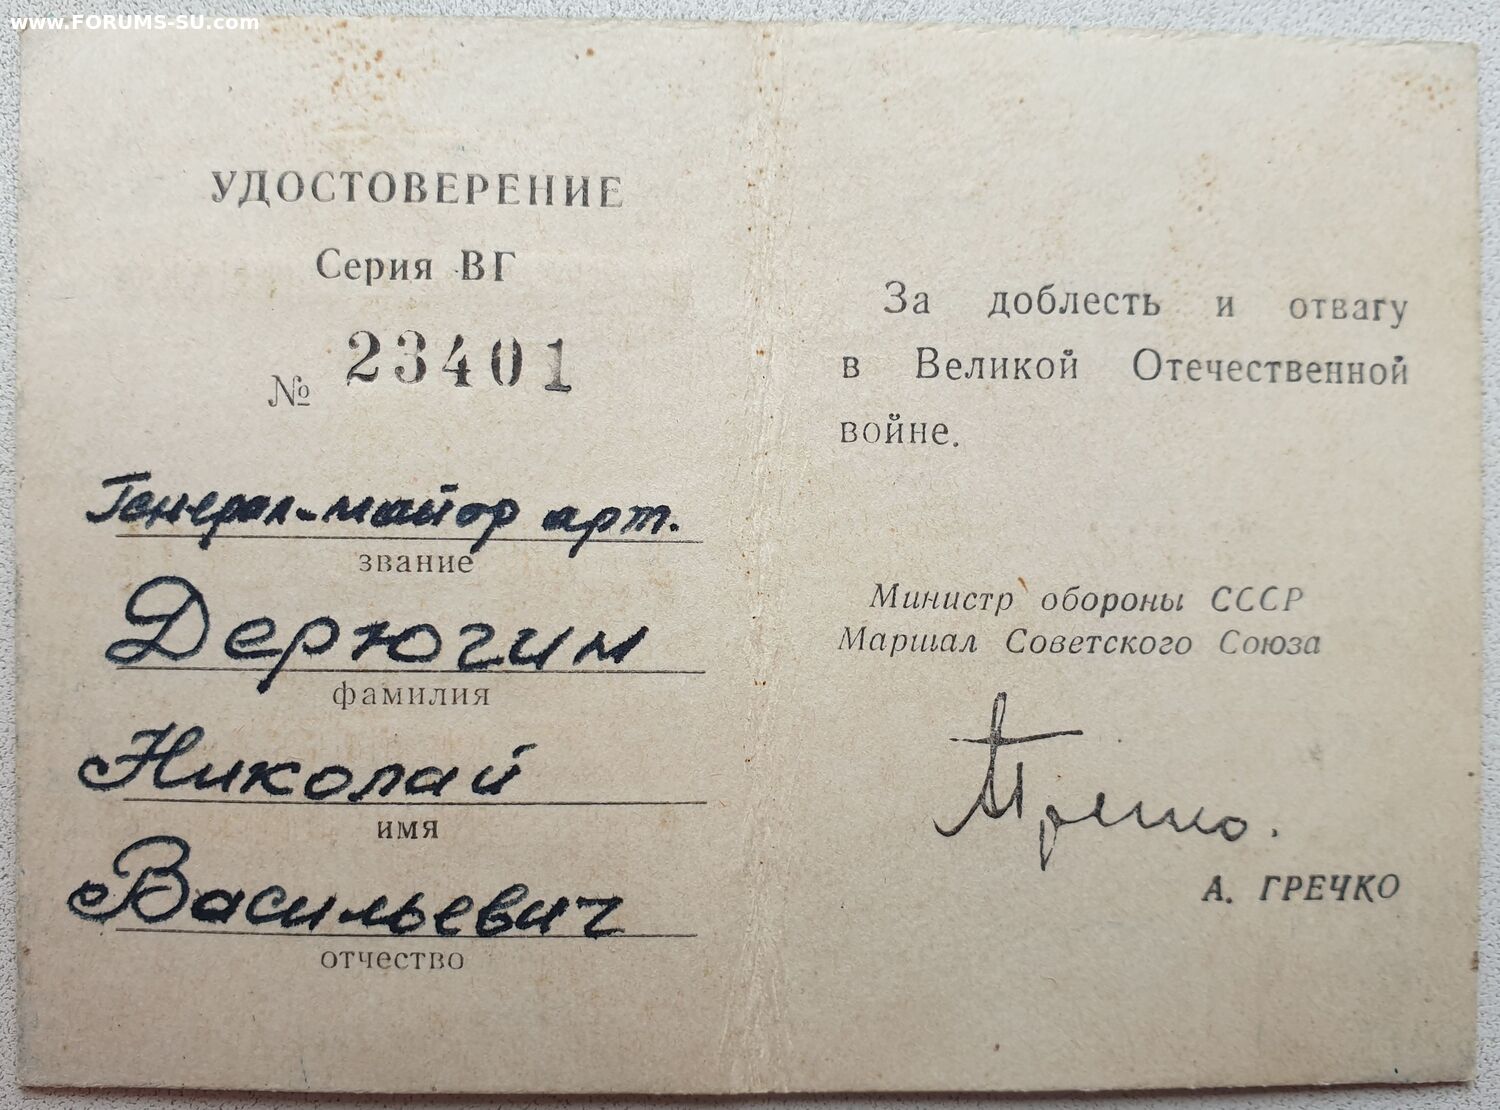 www.FORUMS-SU.com
УДОСТОВЕРЕНИЕ
Серия ВГ
№ 23401
Генерал-майор арт.
звание
Дерюгин
фамилия
Николай
имя
Васильевич
отчество
За доблесть и отвагу
в Великой Отечественной
войне.
Министр обороны СССР
Маршал Советского Союза
АГречко.
А. ГРЕЧКО